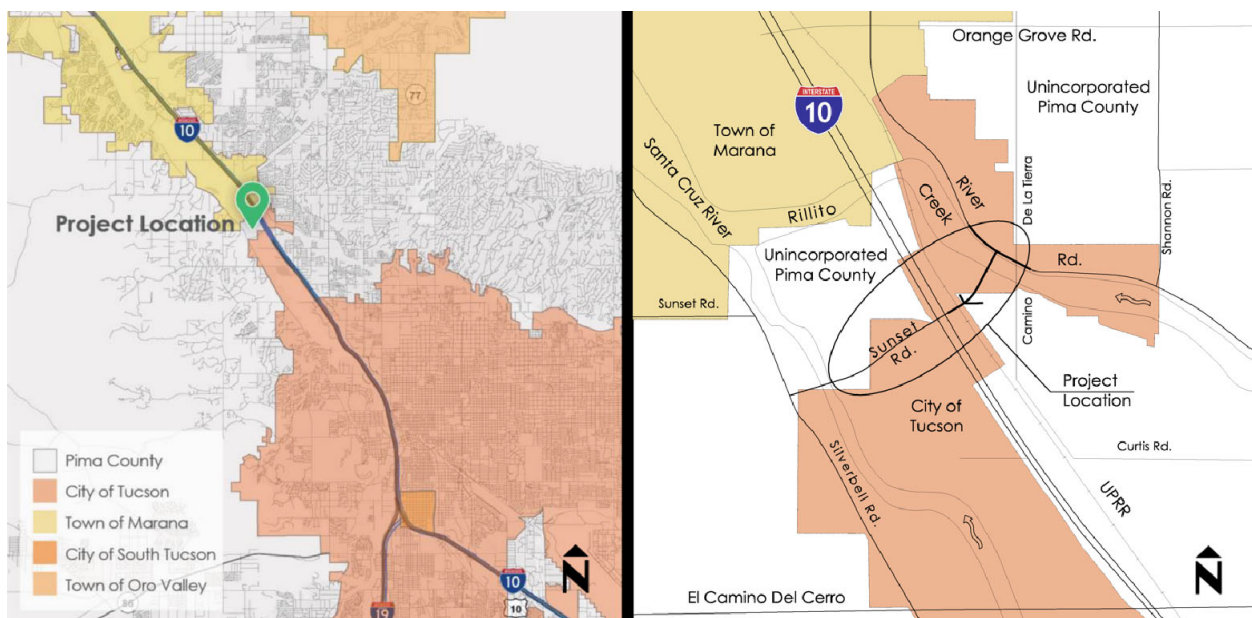 77
INTERSTATE
10
Project Location
Pima County
City of Tucson
Town of Marana
City of South Tucson
Town of Oro Valley
86
19
10
10
N
Orange Grove Rd.
Unincorporated
Pima County
INTERSTATE
10
Town of
Marana
Santa Cruz River
Rillito
Creek
River
Rd.
De La Tierra
Camino
Shannon Rd.
Unincorporated
Pima County
Sunset Rd.
Sunset
Rd.
Project
Location
City of
Tucson
Curtis Rd.
Silverbell Rd.
UPRR
El Camino Del Cerro
N